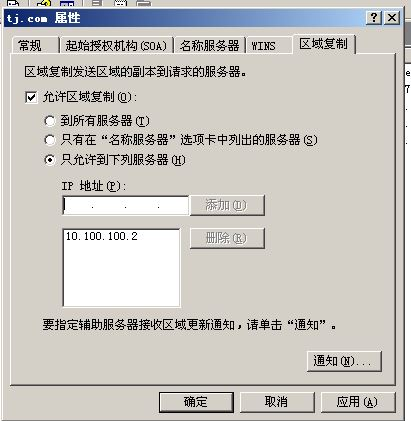 tj.com 属性
常规 起始授权机构(SOA) 名称服务器 WINS 区域复制
区域复制发送区域的副本到请求的服务器。
允许区域复制(O):
到所有服务器(T)
只有在“名称服务器”选项卡中列出的服务器(S)
只允许到下列服务器(H)
IP 地址(P):
. . . 添加(D)
10.100.100.2 删除(R)
要指定辅助服务器接收区域更新通知,请单击“通知”。
通知(N)...
确定 取消 应用(A)